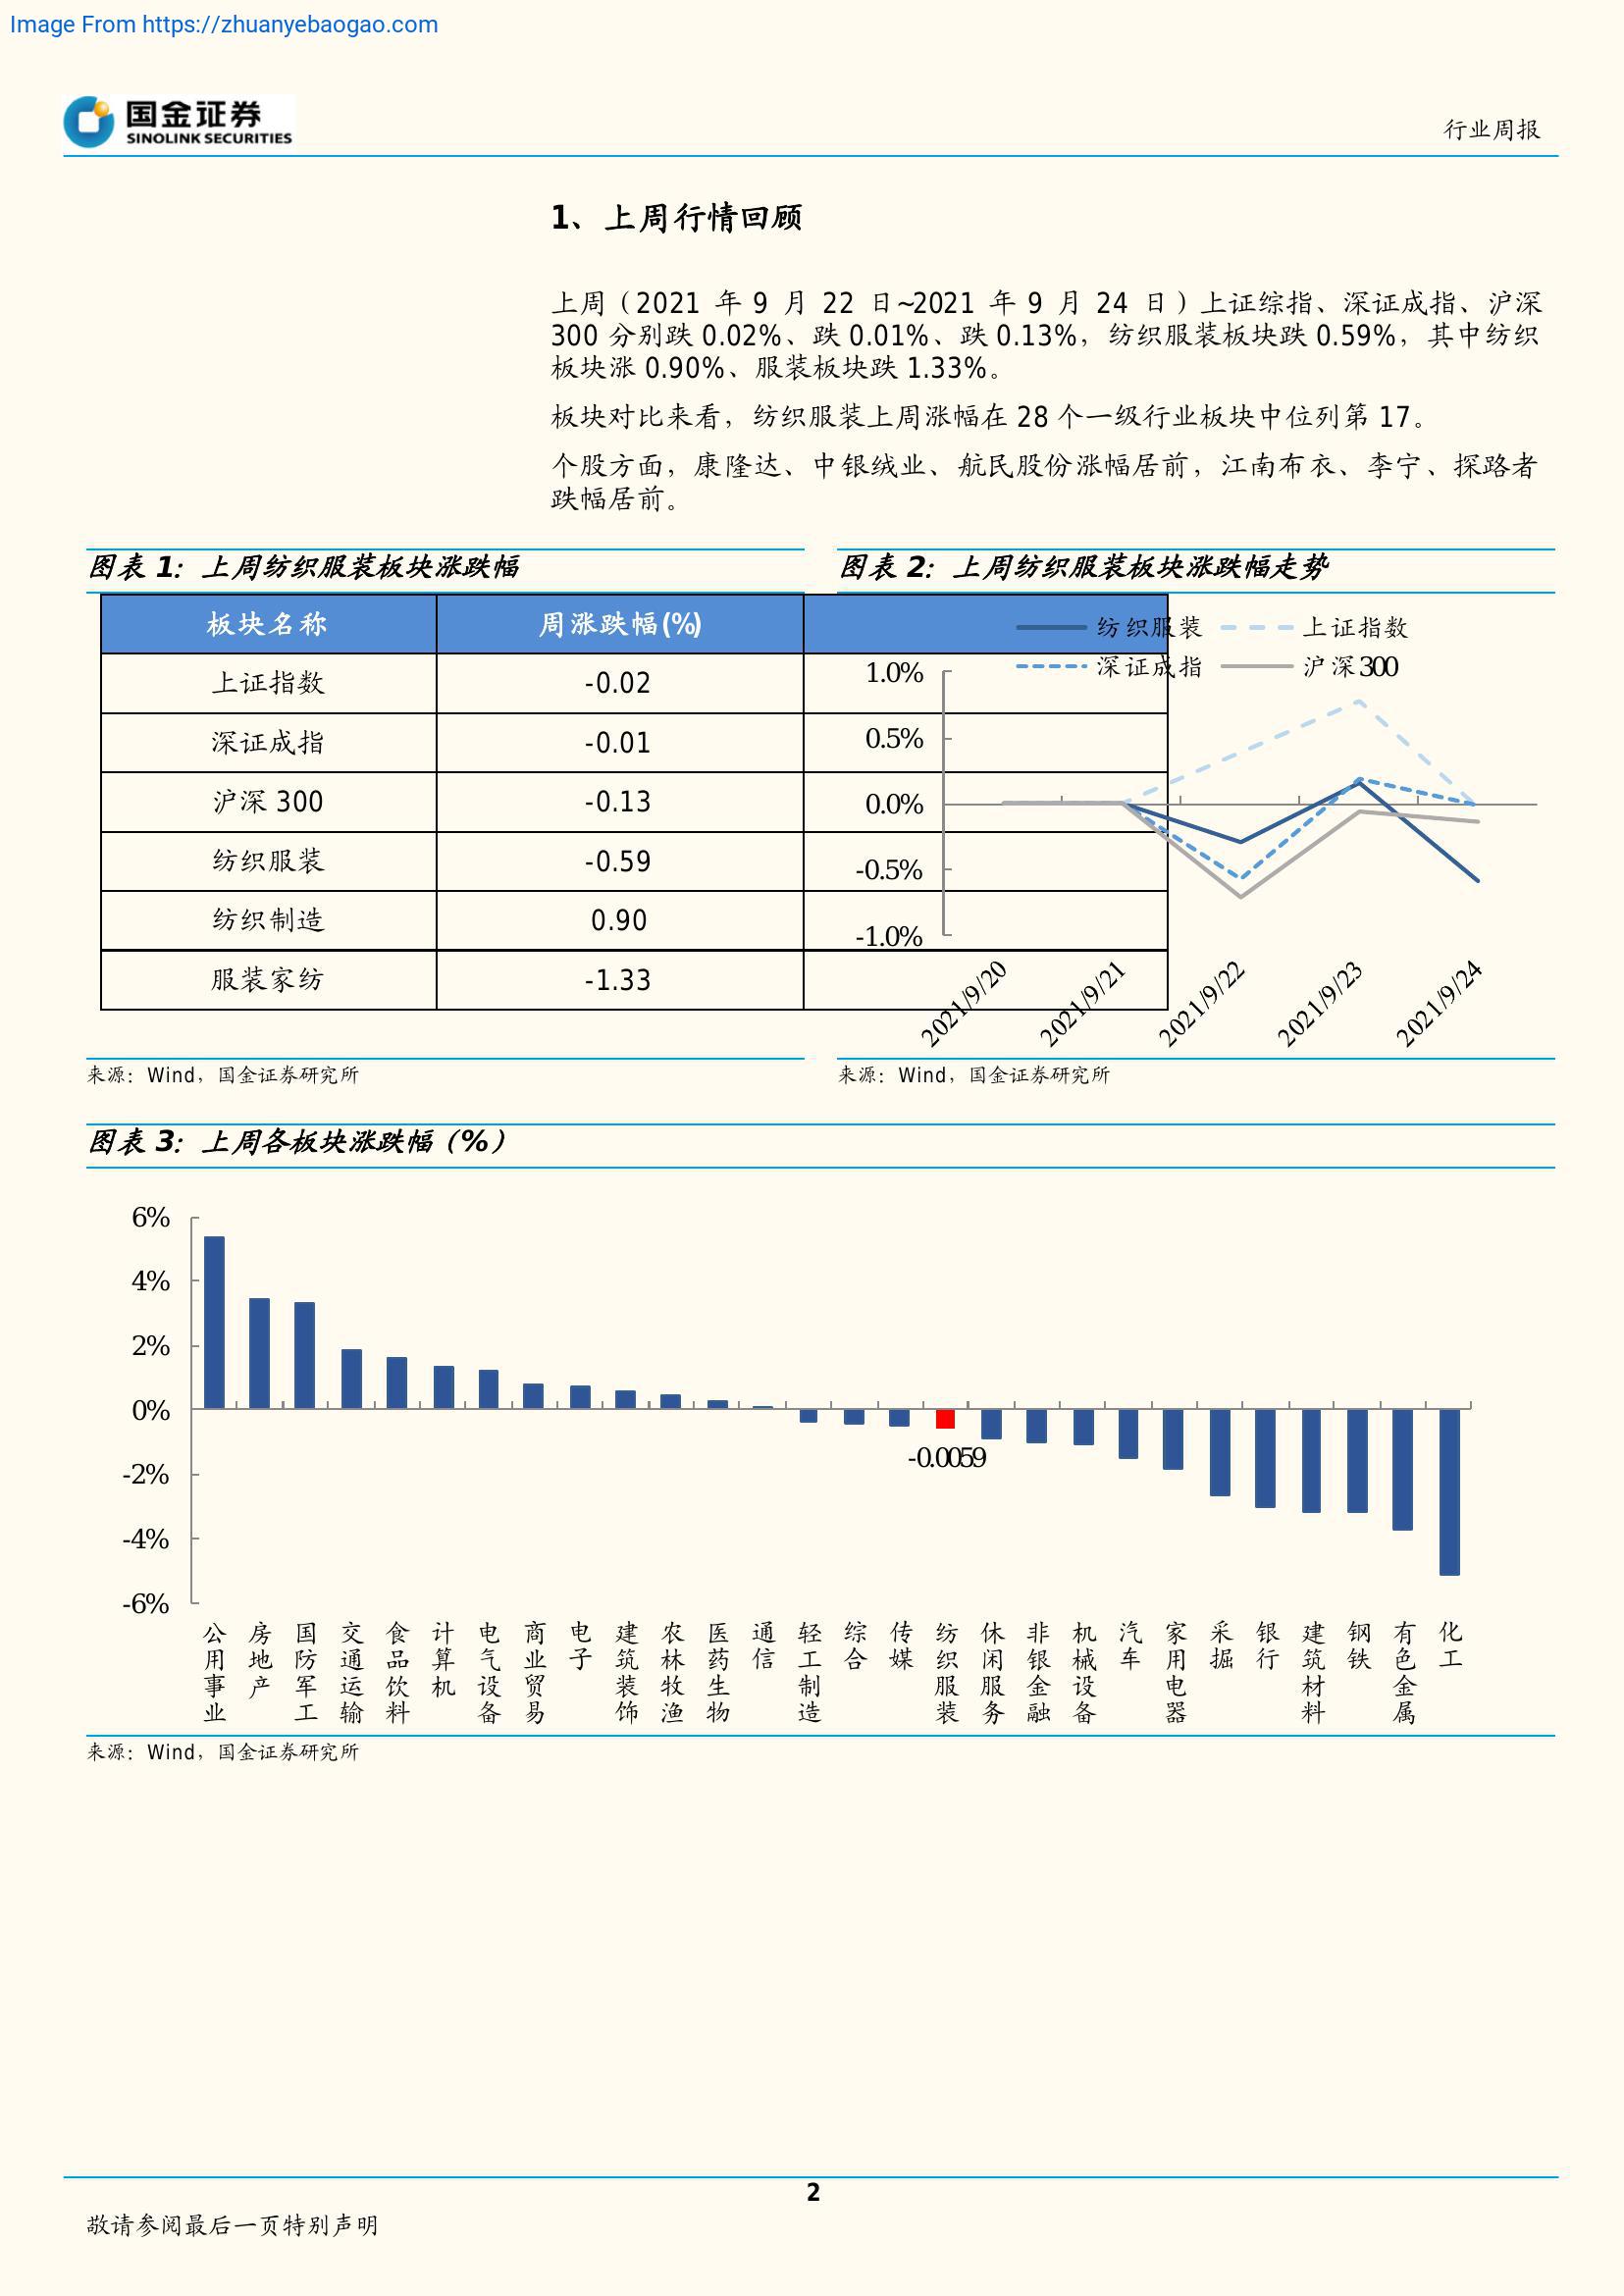 Image From https://zhuanyebaogao.com
国金证券
SINOLINK SECURITIES
行业周报
1、上周行情回顾
上周（2021 年 9 月 22 日~2021 年 9 月 24 日）上证综指、深证成指、沪深
300 分别跌 0.02%、跌 0.01%、跌 0.13%，纺织服装板块跌 0.59%，其中纺织
板块涨 0.90%、服装板块跌 1.33%。
板块对比来看，纺织服装上周涨幅在 28 个一级行业板块中位列第 17。
个股方面，康隆达、中银绒业、航民股份涨幅居前，江南布衣、李宁、探路者
跌幅居前。
图表 1：上周纺织服装板块涨跌幅
板块名称 周涨跌幅(%)
上证指数 -0.02
深证成指 -0.01
沪深 300 -0.13
纺织服装 -0.59
纺织制造 0.90
服装家纺 -1.33
来源：Wind，国金证券研究所
图表 2：上周纺织服装板块涨跌幅走势
纺织服装 上证指数
深证成指 沪深300
1.0%
0.5%
0.0%
-0.5%
-1.0%
2021/9/20 2021/9/21 2021/9/22 2021/9/23 2021/9/24
来源：Wind，国金证券研究所
图表 3：上周各板块涨跌幅（%）
6%
4%
2%
0%
-2%
-4%
-6%
-0.0059
公用事业 房地产 国防军工 交通运输 食品饮料 计算机 电气设备 商业贸易 电子 建筑装饰 农林牧渔 医药生物 通信 轻工制造 综合 传媒 纺织服装 休闲服务 非银金融 机械设备 汽车 家用电器 采掘 银行 建筑材料 钢铁 有色金属 化工
来源：Wind，国金证券研究所
2
敬请参阅最后一页特别声明